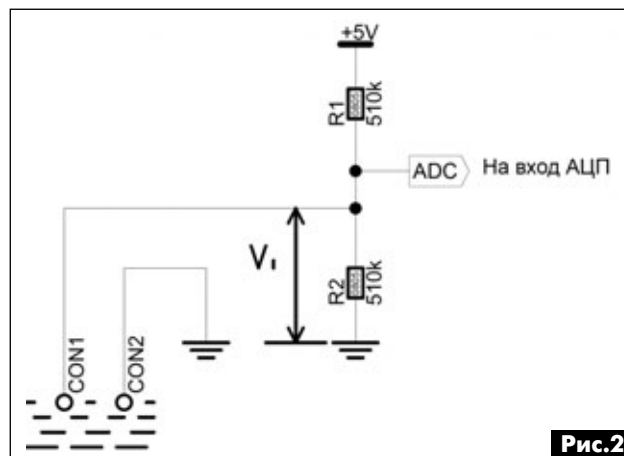 +5V
R1
510k
ADC
На вход АЦП
V₁
R2
510k
CON1
CON2
Рис.2